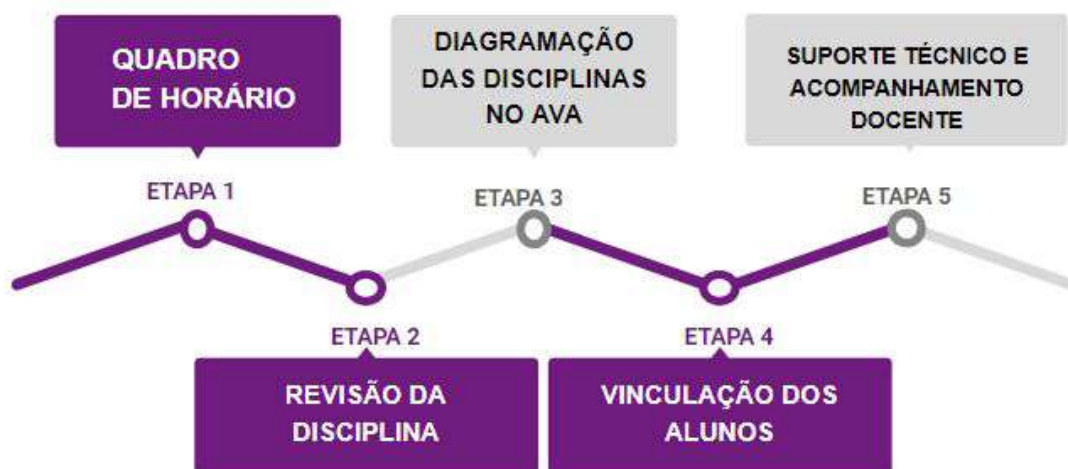 QUADRO
DE HORÁRIO
ETAPA 1
REVISÃO DA
DISCIPLINA
ETAPA 2
DIAGRAMAÇÃO
DAS DISCIPLINAS
NO AVA
ETAPA 3
ETAPA 4
VINCULAÇÃO DOS
ALUNOS
SUPORTE TÉCNICO E
ACOMPANHAMENTO
DOCENTE
ETAPA 5